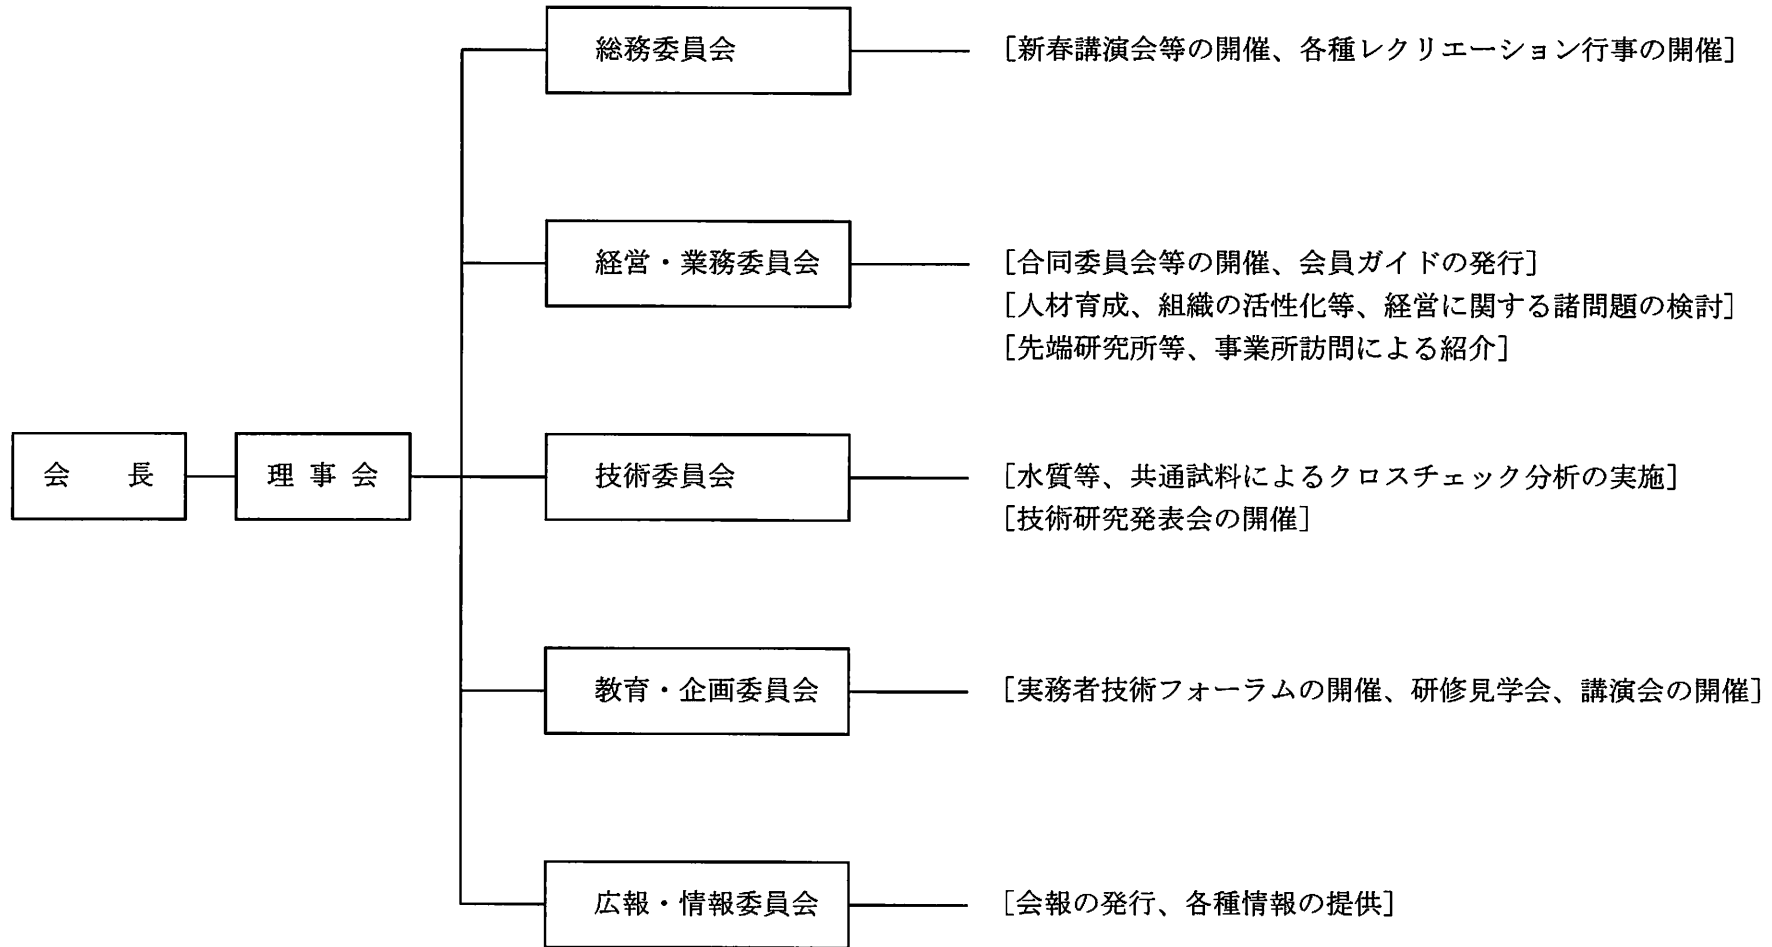 総務委員会
[新春講演会等の開催、各種レクリエーション行事の開催]
経営・業務委員会
[合同委員会等の開催、会員ガイドの発行]
[人材育成、組織の活性化等、経営に関する諸問題の検討]
[先端研究所等、事業所訪問による紹介]
会　長
理事会
技術委員会
[水質等、共通試料によるクロスチェック分析の実施]
[技術研究発表会の開催]
教育・企画委員会
[実務者技術フォーラムの開催、研修見学会、講演会の開催]
広報・情報委員会
[会報の発行、各種情報の提供]